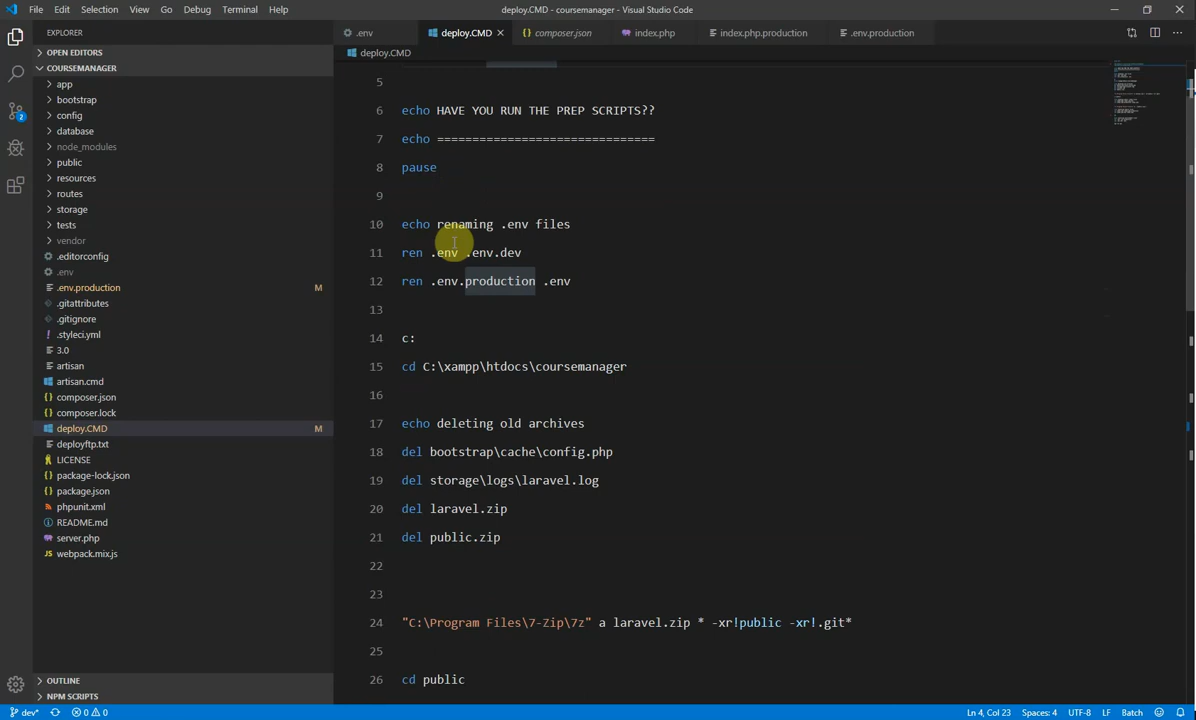 File Edit Selection View Go Debug Terminal Help
deploy.CMD - coursemanager - Visual Studio Code
EXPLORER
.env
deploy.CMD
composer.json
index.php
index.php.production
.env.production
OPEN EDITORS
deploy.CMD
COURSEMANAGER
app
bootstrap
config
database
node_modules
public
resources
routes
storage
tests
vendor
.editorconfig
.env
.env.production M
.gitattributes
.gitignore
.styleci.yml
3.0
artisan
artisan.cmd
composer.json
composer.lock
deploy.CMD M
deployftp.txt
LICENSE
package-lock.json
package.json
phpunit.xml
README.md
server.php
webpack.mix.js
OUTLINE
NPM SCRIPTS
5
6 echo HAVE YOU RUN THE PREP SCRIPTS??
7 echo ===============================
8 pause
9
10 echo renaming .env files
11 ren .env .env.dev
12 ren .env.production .env
13
14 c:
15 cd C:\xampp\htdocs\coursemanager
16
17 echo deleting old archives
18 del bootstrap\cache\config.php
19 del storage\logs\laravel.log
20 del laravel.zip
21 del public.zip
22
23
24 "C:\Program Files\7-Zip\7z" a laravel.zip * -xr!public -xr!.git*
25
26 cd public
2
dev* 0 0
Ln 4, Col 23 Spaces: 4 UTF-8 LF Batch